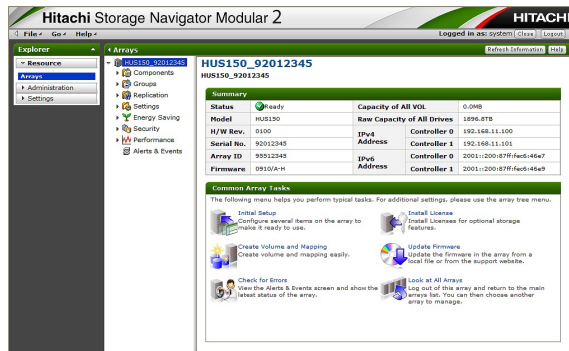 Hitachi Storage Navigator Modular 2
HITACHI
File Go Help
Logged in as: system Close Logout
Explorer
Arrays
Refresh Information Help
Resource
Arrays
Administration
Settings
HUS150_92012345
Components
Groups
Replication
Settings
Energy Saving
Security
Performance
Alerts & Events
HUS150_92012345
HUS150_92012345
Summary
Status Ready Capacity of All VOL 0.0MB
Model HUS150 Raw Capacity of All Drives 1896.8TB
H/W Rev. 0100 IPv4 Address Controller 0 192.168.11.100
Serial No. 92012345 Controller 1 192.168.11.101
Array ID 95512345 IPv6 Address Controller 0 2001::200:87ff:fec6:46e7
Firmware 0910/A-H Controller 1 2001::200:87ff:fec6:46e9
Common Array Tasks
The following menu helps you perform typical tasks. For additional settings, please use the array tree menu.
Initial Setup
Configure several items on the array to
make it ready to use.
Install License
Install Licenses for optional storage
features.
Create Volume and Mapping
Create volume and mapping easily.
Update Firmware
Update the firmware in the array from a
local file or from the support website.
Check for Errors
View the Alerts & Events screen and show the
latest status of the array.
Look at All Arrays
Log out of this array and return to the main
arrays list. You can then choose another
array to manage.